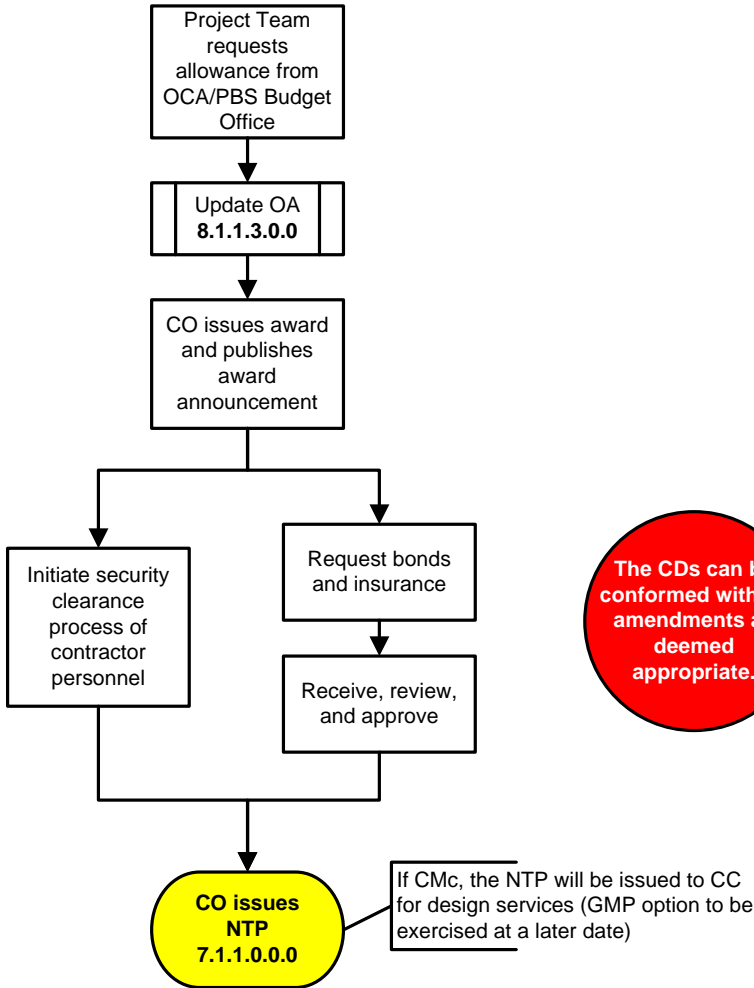 Project Team
requests
allowance from
OCA/PBS Budget
Office
Update OA
8.1.1.3.0.0
CO issues award
and publishes
award
announcement
Initiate security
clearance
process of
contractor
personnel
Request bonds
and insurance
Receive, review,
and approve
The CDs can
conformed with
amendments
deemed
appropriate.
CO issues
NTP
7.1.1.0.0.0
If CMc, the NTP will be issued to CC
for design services (GMP option to be
exercised at a later date)